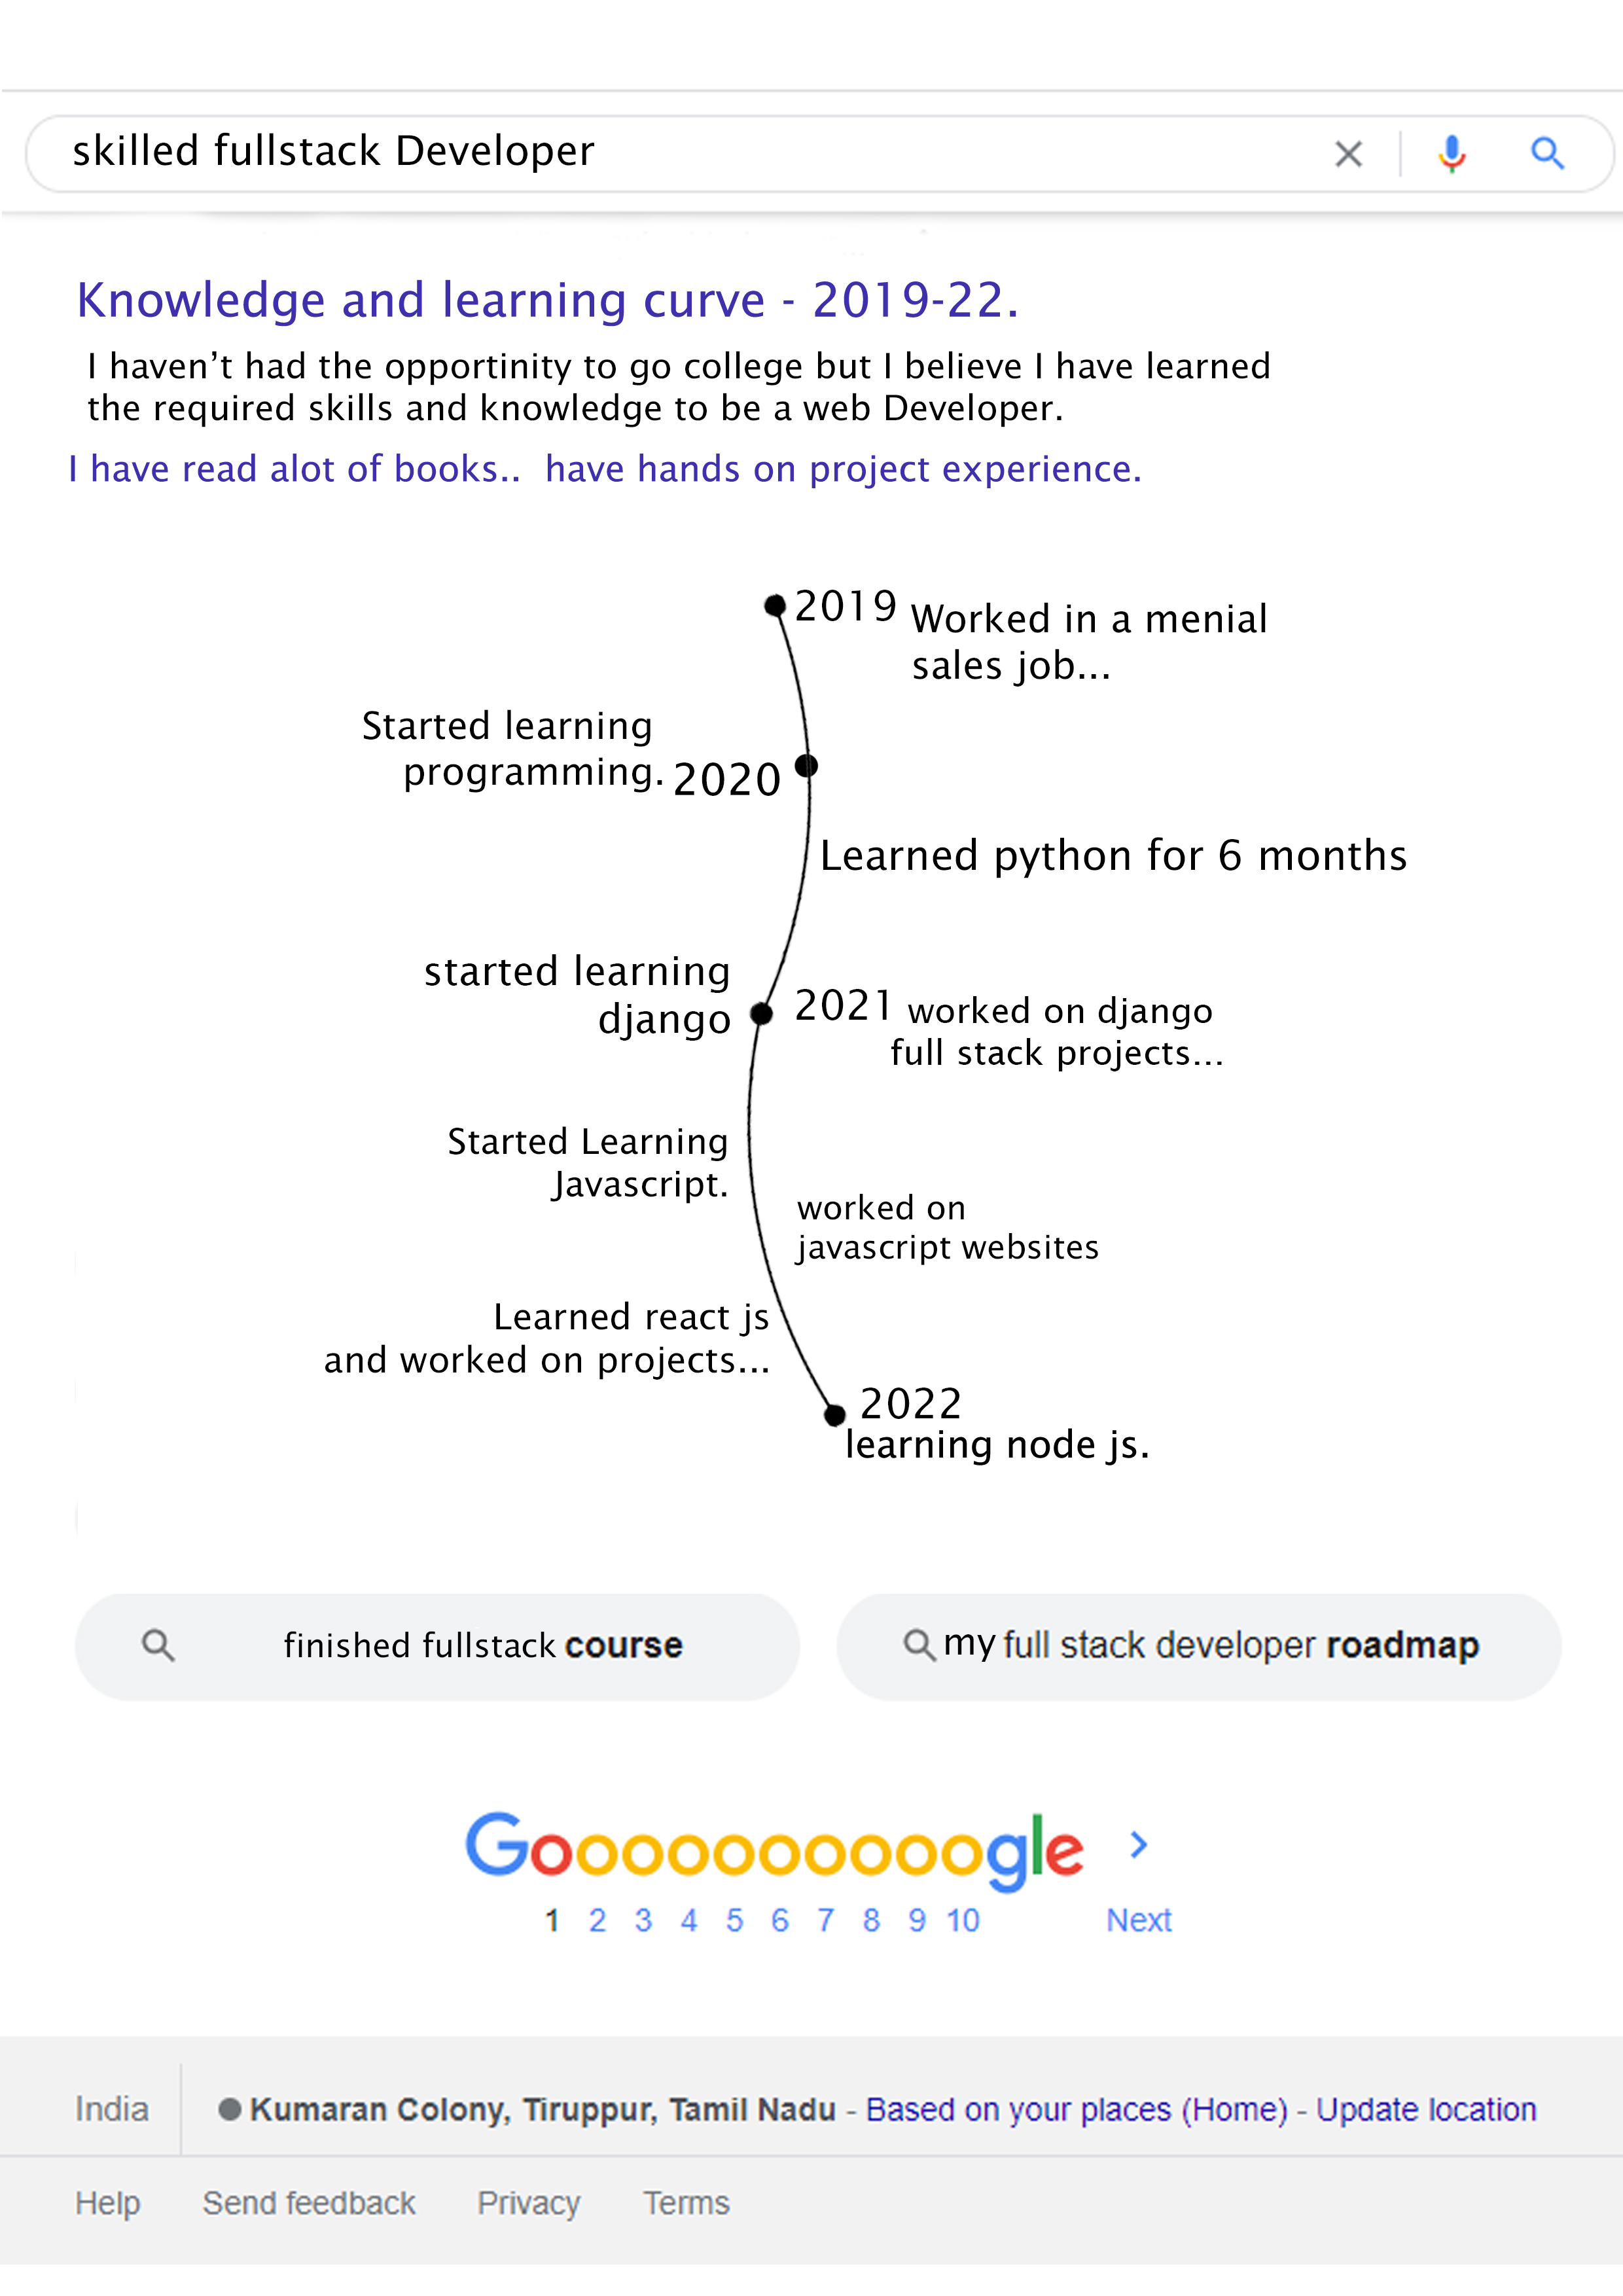 skilled fullstack Developer
Knowledge and learning curve - 2019-22.
I haven’t had the opportinity to go college but I believe I have learned
the required skills and knowledge to be a web Developer.
I have read alot of books.. have hands on project experience.
2019 Worked in a menial
sales job...
Started learning
programming. 2020
Learned python for 6 months
started learning
django
2021 worked on django
full stack projects...
Started Learning
Javascript.
worked on
javascript websites
Learned react js
and worked on projects...
2022
learning node js.
finished fullstack course
my full stack developer roadmap
Goooooooooogle
1 2 3 4 5 6 7 8 9 10 Next
India
Kumaran Colony, Tiruppur, Tamil Nadu - Based on your places (Home) - Update location
Help Send feedback Privacy Terms